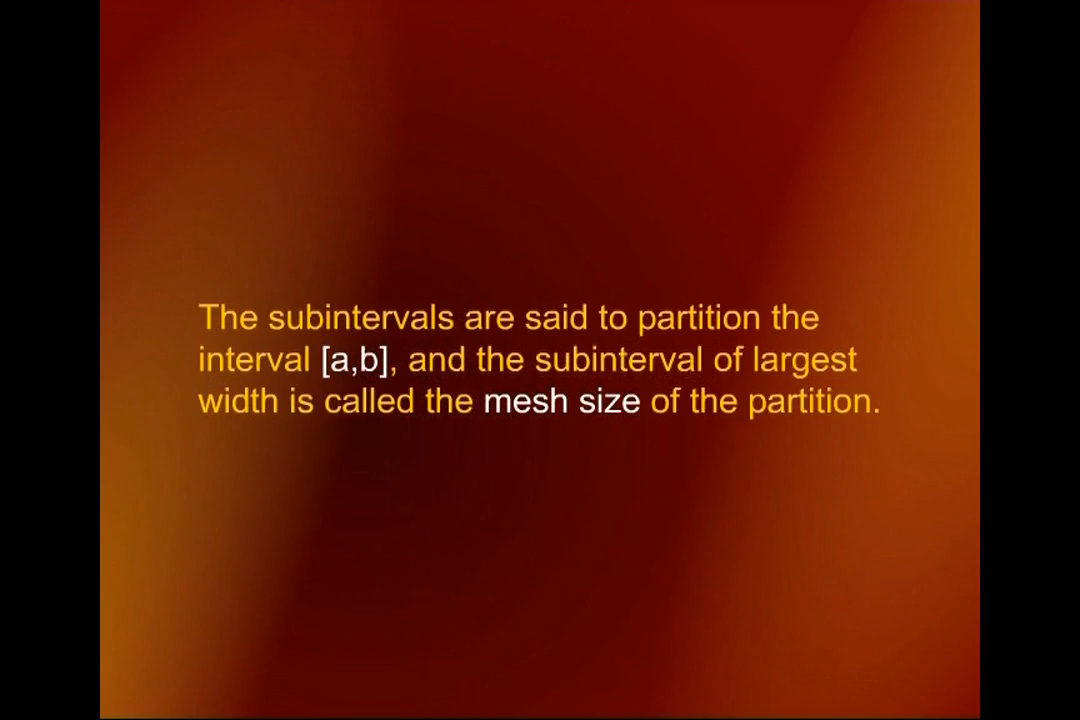 The subintervals are said to partition the
interval [a,b], and the subinterval of largest
width is called the mesh size of the partition.